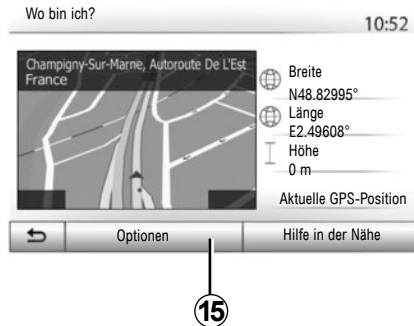 Wo bin ich?
10:52
Champigny-Sur-Marne, Autoroute De L'Est
France
Breite
N48.82995°
Länge
E2.49608°
Höhe
0 m
Aktuelle GPS-Position
Optionen
Hilfe in der Nähe
15